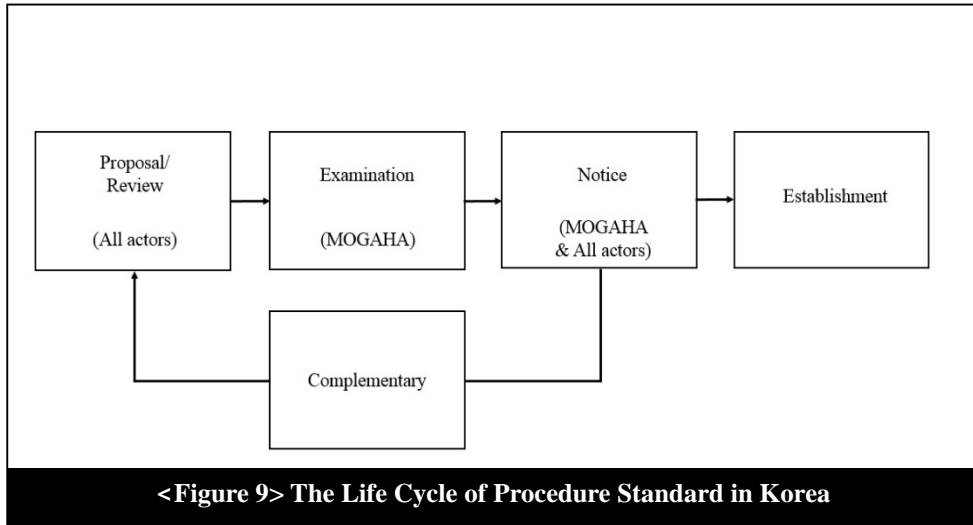 Proposal/
Review
(All actors)
Examination
(MOGAHA)
Notice
(MOGAHA
& All actors)
Establishment
Complementary
<Figure 9> The Life Cycle of Procedure Standard in Korea